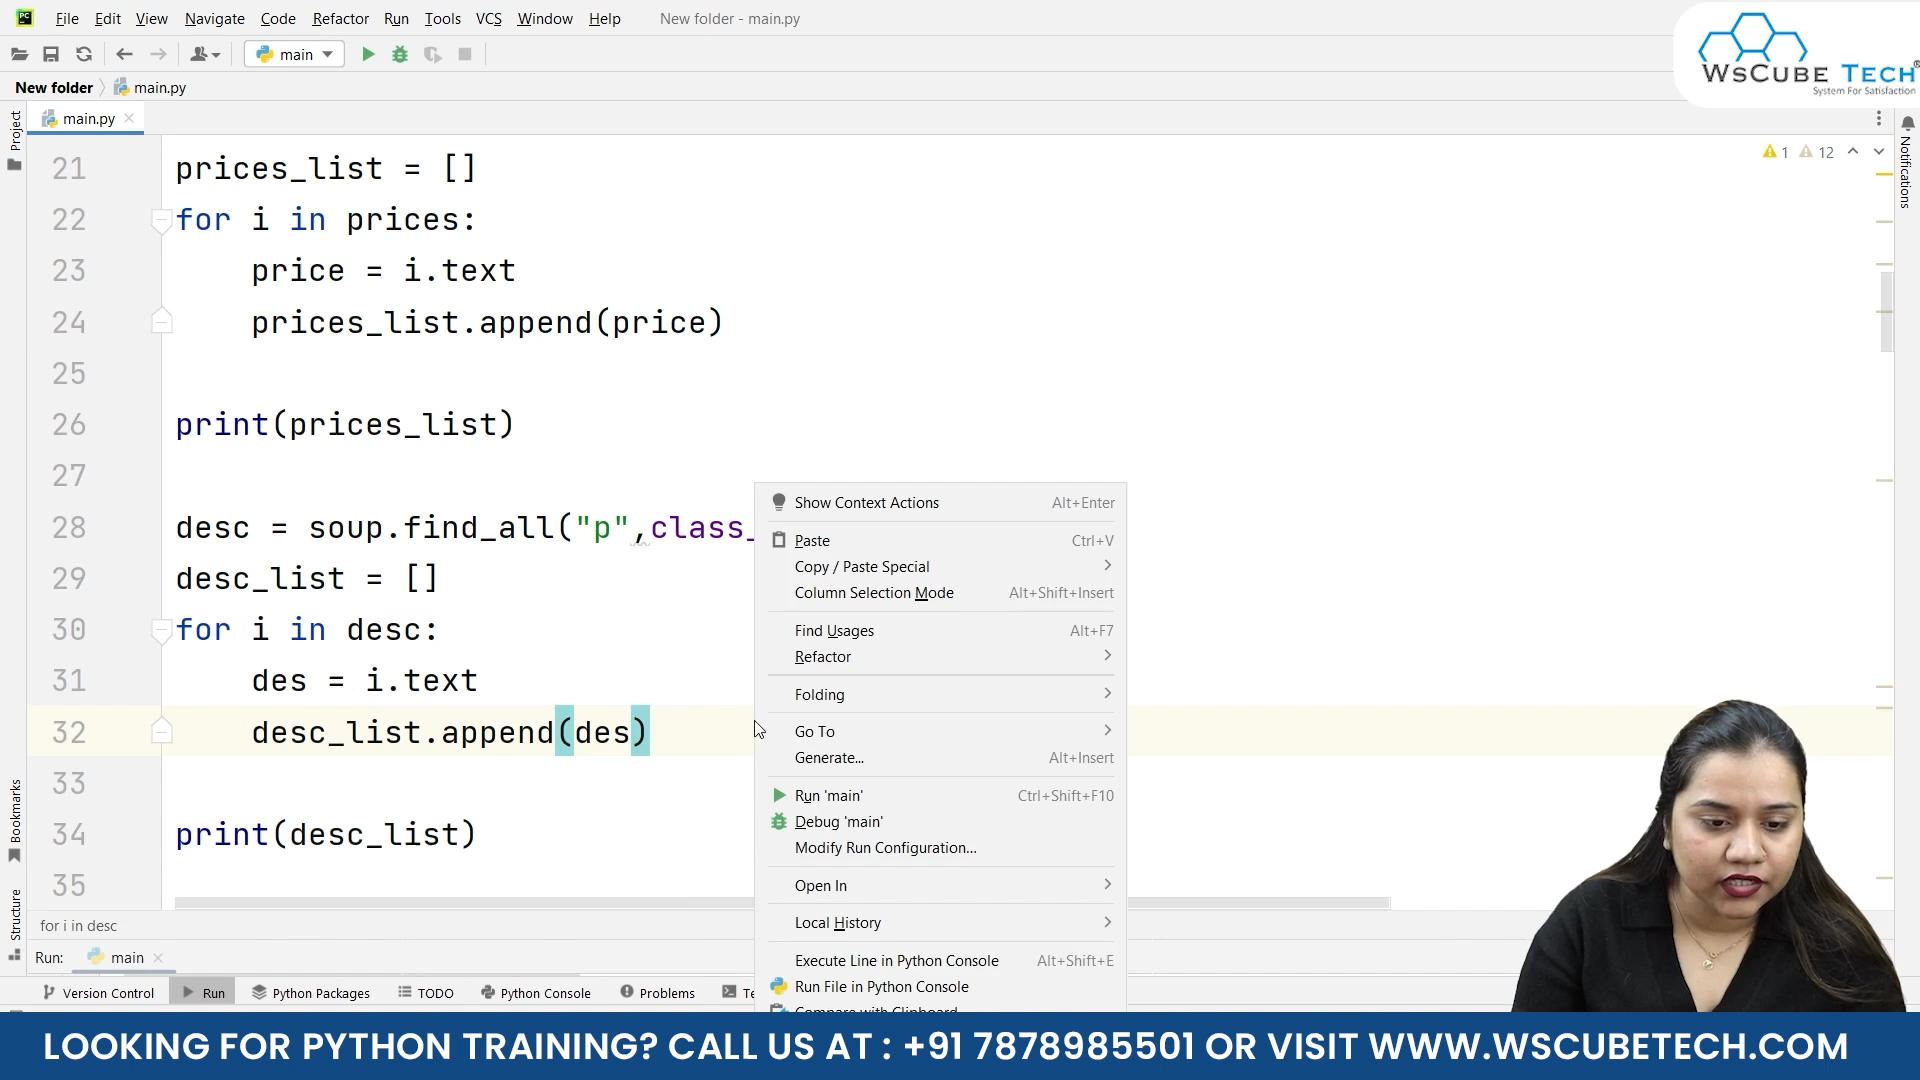 File Edit View Navigate Code Refactor Run Tools VCS Window Help New folder - main.py
WsCUBE TECH®
System For Satisfaction
main
New folder main.py
Project
main.py
Notifications
1 12
21 prices_list = []
22 for i in prices:
23 price = i.text
24 prices_list.append(price)
25
26 print(prices_list)
27
28 desc = soup.find_all("p",class_
29 desc_list = []
30 for i in desc:
31 des = i.text
32 desc_list.append(des)
33
34 print(desc_list)
35
Show Context Actions Alt+Enter
Paste Ctrl+V
Copy / Paste Special
Column Selection Mode Alt+Shift+Insert
Find Usages Alt+F7
Refactor
Folding
Go To
Generate... Alt+Insert
Run 'main' Ctrl+Shift+F10
Debug 'main'
Modify Run Configuration...
Open In
Local History
Execute Line in Python Console Alt+Shift+E
Run File in Python Console
Compare with Clipboard
Bookmarks
Structure
for i in desc
Run: main
Version Control Run Python Packages TODO Python Console Problems
LOOKING FOR PYTHON TRAINING? CALL US AT : +91 7878985501 OR VISIT WWW.WSCUBETECH.COM